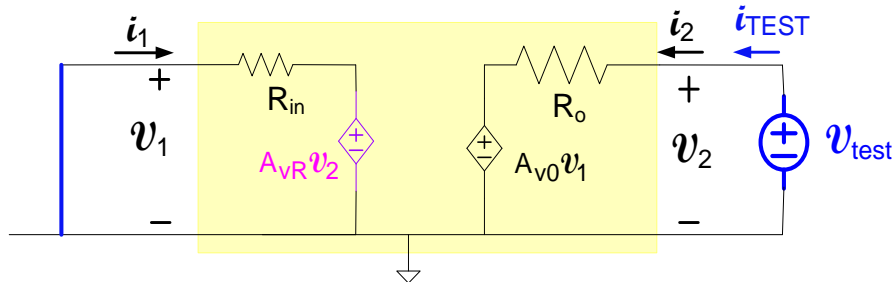 i1 i2 iTEST
+ Rin + − Ro + − + + −
v1 AvRv2 Av0v1 v2 vtest
− −